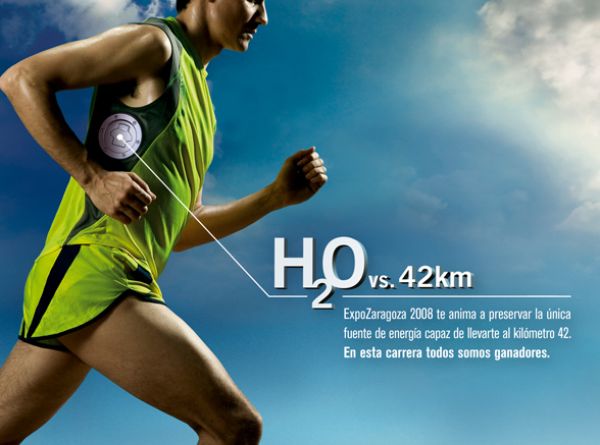 H2O vs. 42km
ExpoZaragoza 2008 te anima a preservar la única
fuente de energía capaz de llevarte al kilómetro 42.
En esta carrera todos somos ganadores.